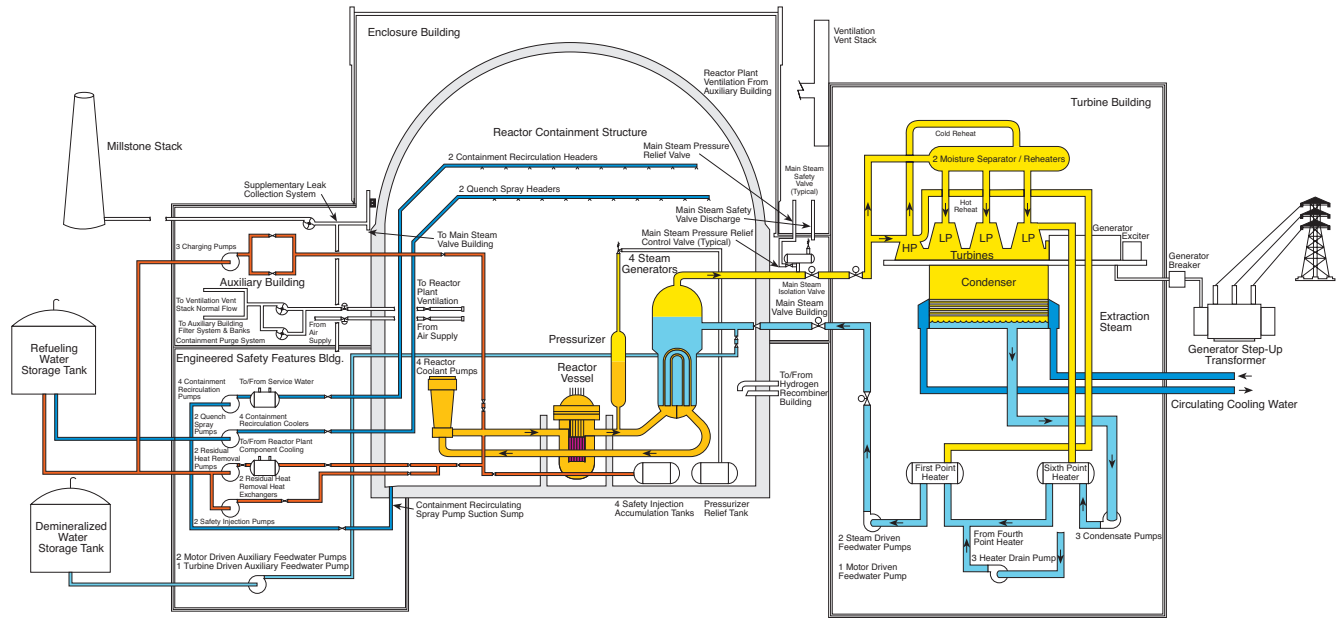 Enclosure Building
Ventilation
Vent Stack
Reactor Plant
Ventilation From
Auxiliary Building
Turbine Building
Millstone Stack
Reactor Containment Structure
Main Steam Pressure
Relief Valve
Cold Reheat
2 Moisture Separator / Reheaters
2 Containment Recirculation Headers
Main Steam
Safety
Valve
(Typical)
Supplementary Leak
Collection System
2 Quench Spray Headers
Hot
Reheat
Main Steam Safety
Valve Discharge
To Main Steam
Valve Building
Main Steam Pressure Relief
Control Valve (Typical)
3 Charging Pumps
HP
LP
LP
LP
Turbines
Generator
Exciter
Generator
Breaker
4 Steam
Generators
Auxiliary Building
Condenser
Main Steam
Isolation Valve
Main Steam
Valve Building
To Ventilation Vent
Stack Normal Flow
To Reactor
Plant
Ventilation
To Auxiliary Building
Filter System & Banks
Containment Purge System
From
Air
Supply
From
Air Supply
Extraction
Steam
Refueling
Water
Storage Tank
Engineered Safety Features Bldg.
Pressurizer
Generator Step-Up
Transformer
4 Reactor
Coolant Pumps
Reactor
Vessel
To/From
Hydrogen
Recombiner
Building
4 Containment
Recirculation
Pumps
To/From Service Water
Circulating Cooling Water
2 Quench
Spray
Pumps
4 Containment
Recirculation Coolers
To/From Reactor Plant
Component Cooling
2 Residual
Heat Removal
Pumps
2 Residual Heat
Removal Heat
Exchangers
First Point
Heater
Sixth Point
Heater
2 Safety Injection Pumps
Containment Recirculating
Spray Pump Suction Sump
4 Safety Injection
Accumulation Tanks
Pressurizer
Relief Tank
Demineralized
Water
Storage Tank
2 Steam Driven
Feedwater Pumps
1 Motor Driven
Feedwater Pump
From Fourth
Point Heater
3 Condensate Pumps
3 Heater Drain Pump
2 Motor Driven Auxiliary Feedwater Pumps
1 Turbine Driven Auxiliary Feedwater Pump